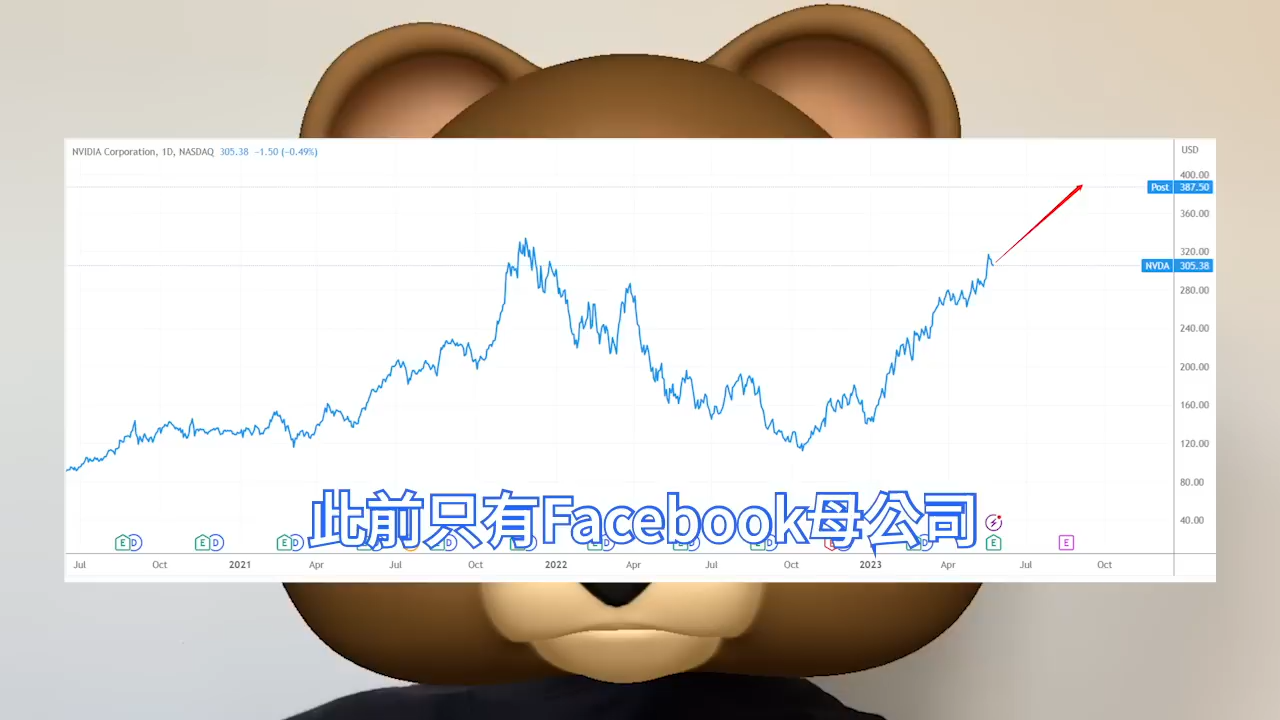 NVIDIA Corporation, 1D, NASDAQ 305.38 −1.50 (−0.49%)
USD
400.00
Post 387.50
360.00
320.00
NVDA 305.38
280.00
240.00
200.00
160.00
120.00
80.00
40.00
此前只有Facebook母公司
E D E D E D D D E D E D E D E E
Jul Oct 2021 Apr Jul Oct 2022 Apr Jul Oct 2023 Apr Jul Oct